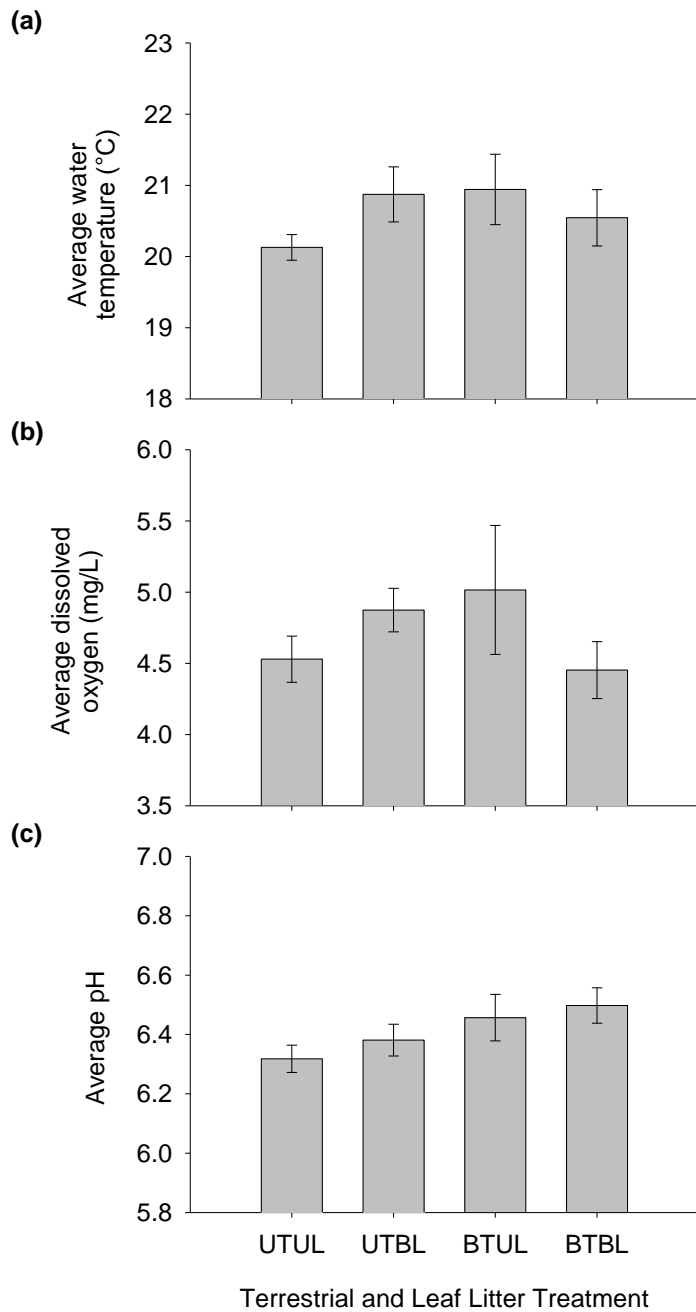 (a)
Average water
temperature (°C)
23
22
21
20
19
18
(b)
Average dissolved
oxygen (mg/L)
6.0
5.5
5.0
4.5
4.0
3.5
(c)
Average pH
7.0
6.8
6.6
6.4
6.2
6.0
5.8
UTUL UTBL BTUL BTBL
Terrestrial and Leaf Litter Treatment